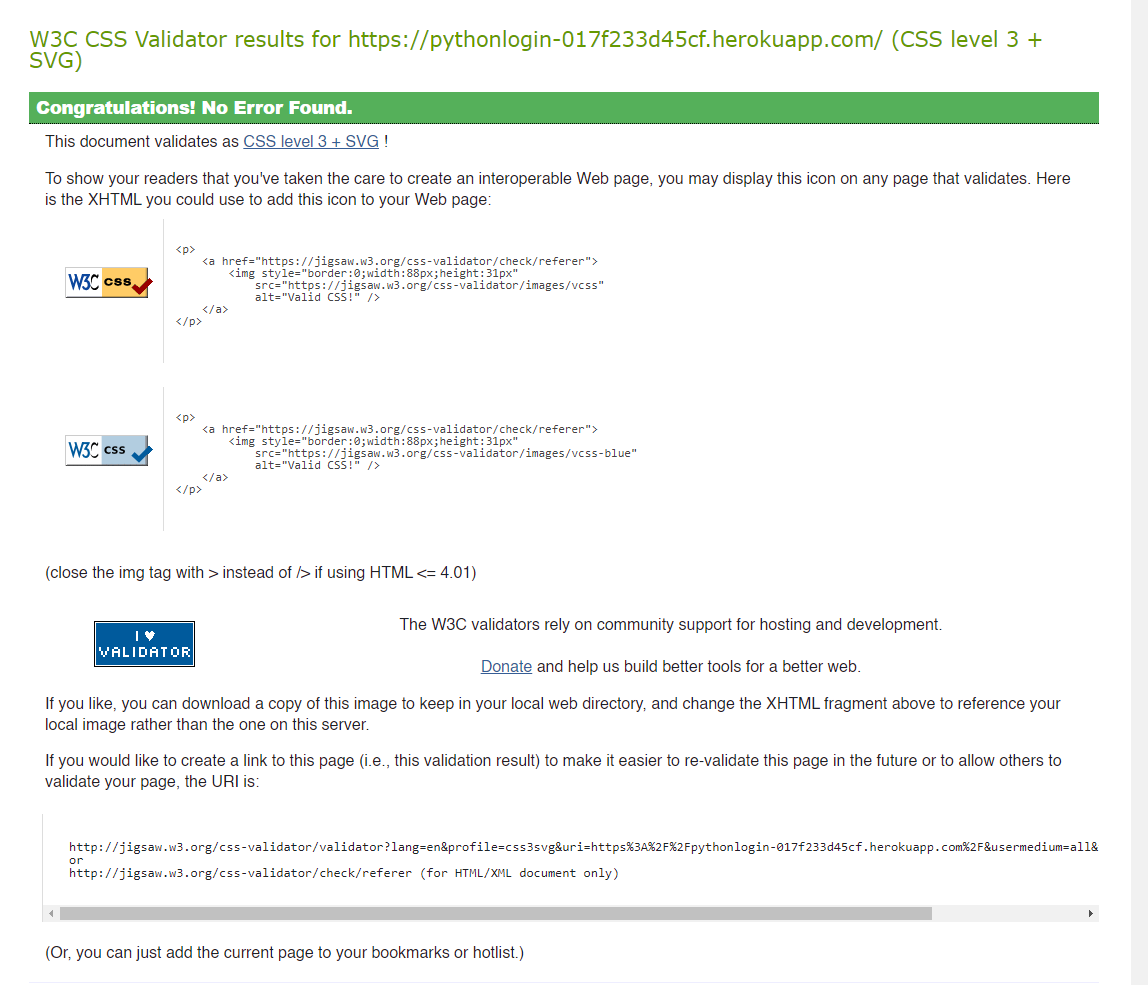 W3C CSS Validator results for https://pythonlogin-017f233d45cf.herokuapp.com/ (CSS level 3 +
SVG)
Congratulations! No Error Found.
This document validates as CSS level 3 + SVG !
To show your readers that you've taken the care to create an interoperable Web page, you may display this icon on any page that validates. Here
is the XHTML you could use to add this icon to your Web page:
W3C css
<p>
    <a href="https://jigsaw.w3.org/css-validator/check/referer">
        <img style="border:0;width:88px;height:31px"
            src="https://jigsaw.w3.org/css-validator/images/vcss"
            alt="Valid CSS!" />
    </a>
</p>
W3C css
<p>
    <a href="https://jigsaw.w3.org/css-validator/check/referer">
        <img style="border:0;width:88px;height:31px"
            src="https://jigsaw.w3.org/css-validator/images/vcss-blue"
            alt="Valid CSS!" />
    </a>
</p>
(close the img tag with > instead of /> if using HTML <= 4.01)
I ♥
VALIDATOR
The W3C validators rely on community support for hosting and development.
Donate and help us build better tools for a better web.
If you like, you can download a copy of this image to keep in your local web directory, and change the XHTML fragment above to reference your
local image rather than the one on this server.
If you would like to create a link to this page (i.e., this validation result) to make it easier to re-validate this page in the future or to allow others to
validate your page, the URI is:
http://jigsaw.w3.org/css-validator/validator?lang=en&profile=css3svg&uri=https%3A%2F%2Fpythonlogin-017f233d45cf.herokuapp.com%2F&usermedium=all&
or
http://jigsaw.w3.org/css-validator/check/referer (for HTML/XML document only)
(Or, you can just add the current page to your bookmarks or hotlist.)